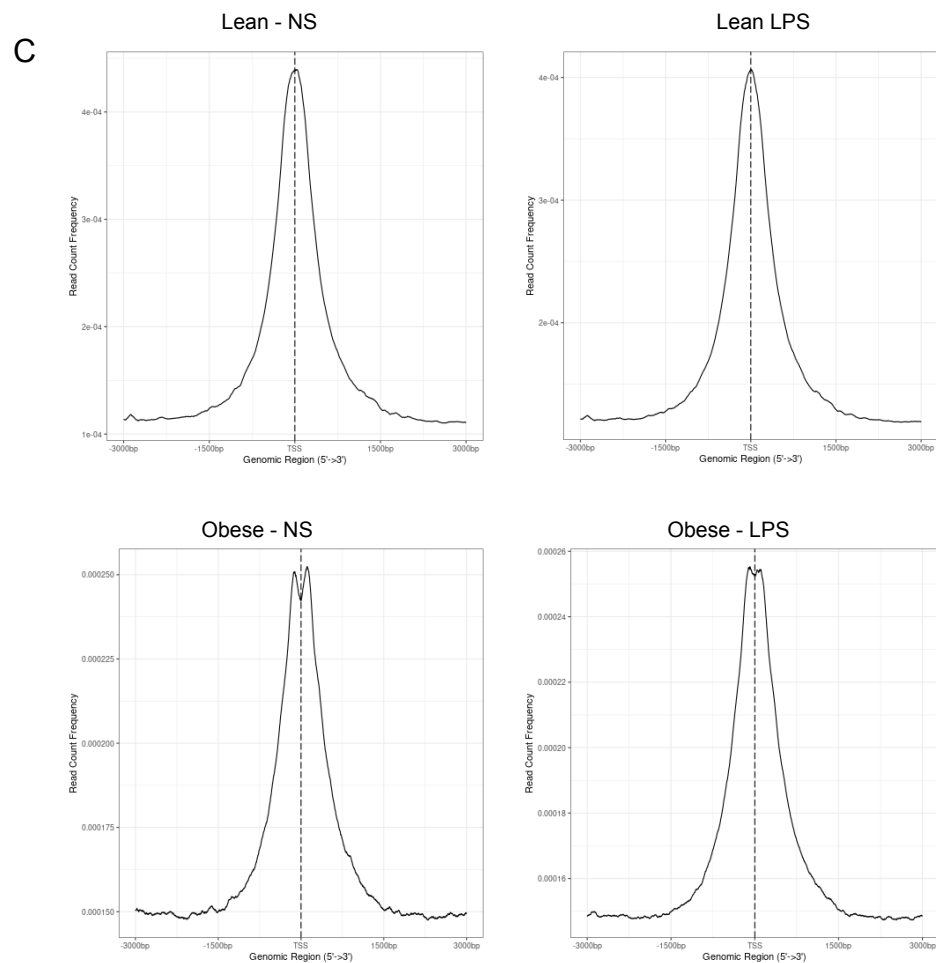 C
Lean - NS
Lean LPS
Read Count Frequency
4e-04
3e-04
2e-04
1e-04
-3000bp
-1500bp
TSS
1500bp
3000bp
Genomic Region (5'->3')
Read Count Frequency
4e-04
3e-04
2e-04
-3000bp
-1500bp
TSS
1500bp
3000bp
Genomic Region (5'->3')
Obese - NS
Obese - LPS
Read Count Frequency
0.000250
0.000225
0.000200
0.000175
0.000150
-3000bp
-1500bp
TSS
1500bp
3000bp
Genomic Region (5'->3')
Read Count Frequency
0.00026
0.00024
0.00022
0.00020
0.00018
0.00016
-3000bp
-1500bp
TSS
1500bp
3000bp
Genomic Region (5'->3')